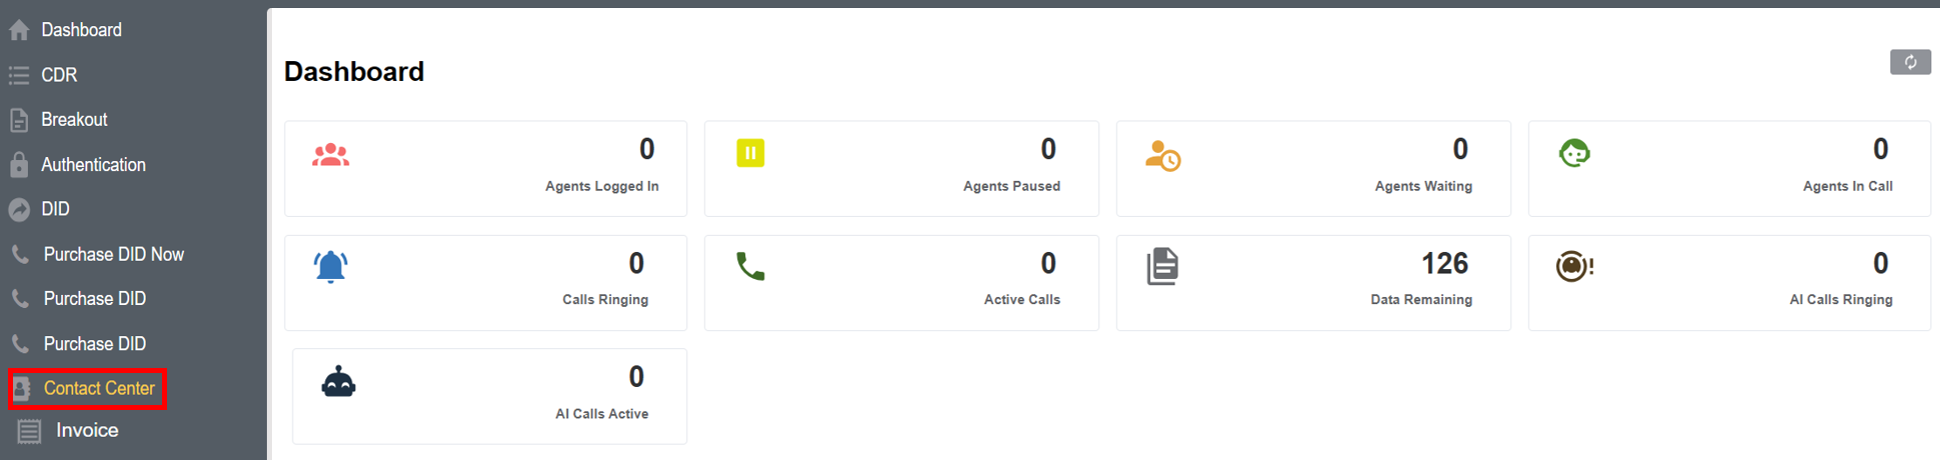 Dashboard
CDR
Breakout
Authentication
DID
Purchase DID Now
Purchase DID
Purchase DID
Contact Center
Invoice
Dashboard
0
Agents Logged In
0
Agents Paused
0
Agents Waiting
0
Agents In Call
0
Calls Ringing
0
Active Calls
126
Data Remaining
0
AI Calls Ringing
0
AI Calls Active